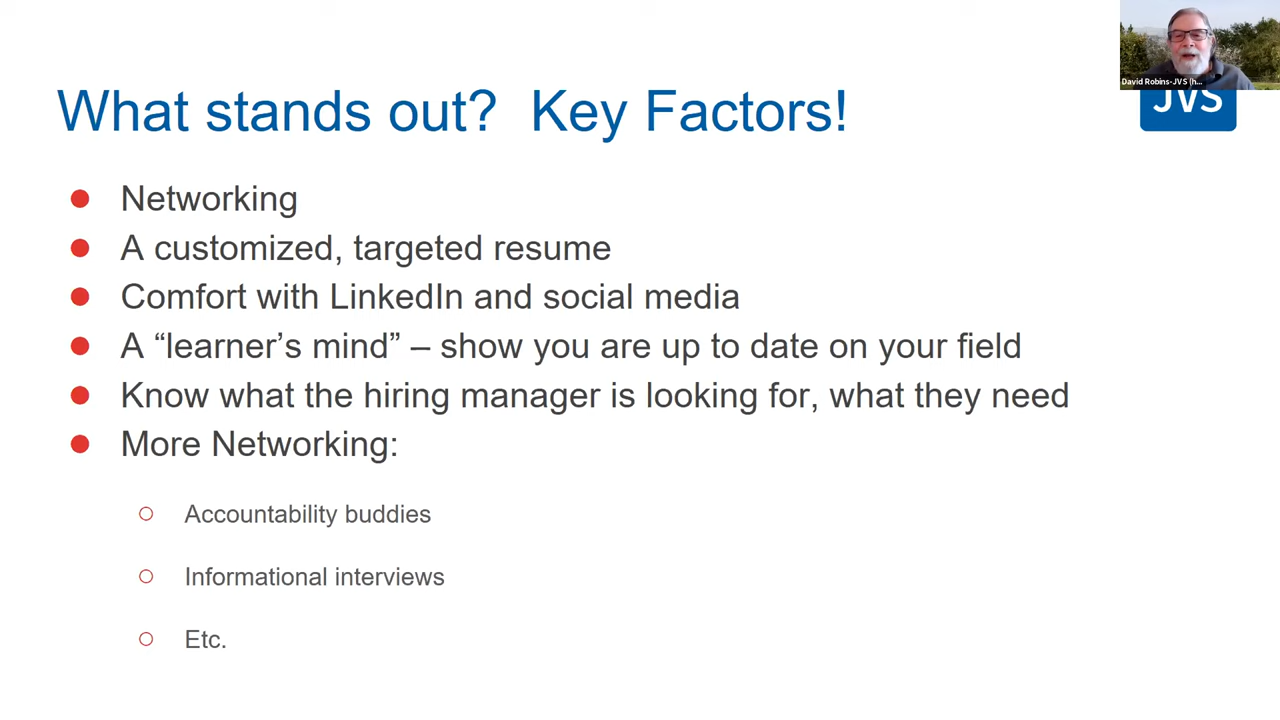 David Robins-JVS (h...
JVS
What stands out? Key Factors!
Networking
A customized, targeted resume
Comfort with LinkedIn and social media
A “learner’s mind” – show you are up to date on your field
Know what the hiring manager is looking for, what they need
More Networking:
Accountability buddies
Informational interviews
Etc.